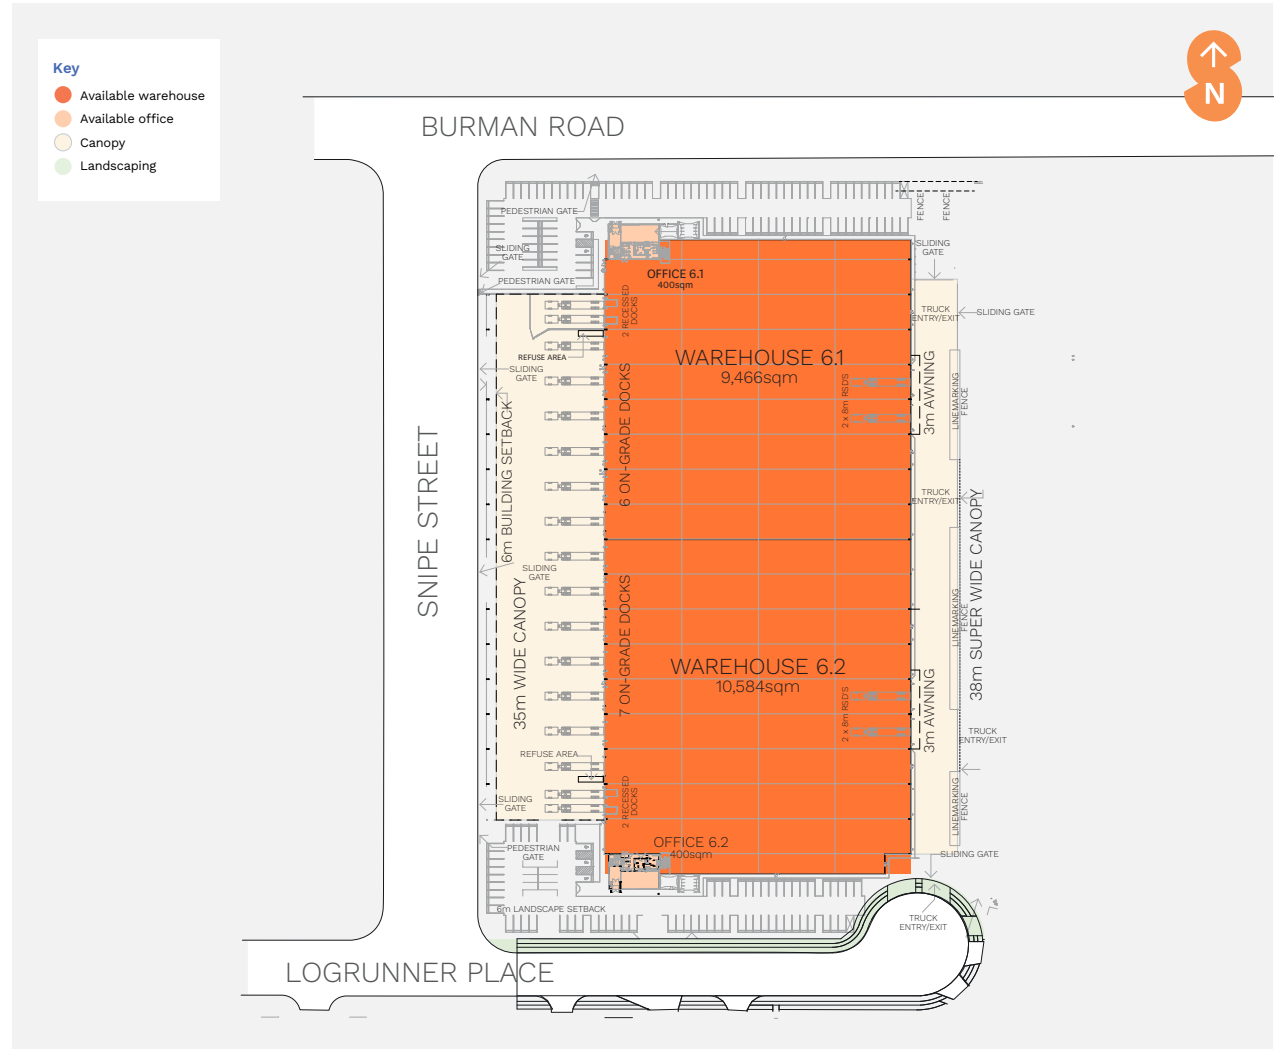 Key
Available warehouse
Available office
Canopy
Landscaping
N
BURMAN ROAD
PEDESTRIAN GATE
FENCE
FENCE
SLIDING
GATE
SLIDING
GATE
PEDESTRIAN GATE
OFFICE 6.1
400sqm
2 RECESSED
DOCKS
TRUCK
ENTRY/EXIT
SLIDING GATE
REFUSE AREA
SLIDING
GATE
WAREHOUSE 6.1
9,466sqm
2 x 8m RSD'S
3m AWNING
LINEMARKING
FENCE
6 ON-GRADE DOCKS
6m BUILDING SETBACK
SNIPE STREET
TRUCK
ENTRY/EXIT
38m SUPER WIDE CANOPY
SLIDING
GATE
35m WIDE CANOPY
7 ON-GRADE DOCKS
LINEMARKING
FENCE
WAREHOUSE 6.2
10,584sqm
2 x 8m RSD'S
3m AWNING
TRUCK
ENTRY/EXIT
REFUSE AREA
2 RECESSED
DOCKS
SLIDING
GATE
LINEMARKING
FENCE
OFFICE 6.2
400sqm
PEDESTRIAN
GATE
SLIDING GATE
6m LANDSCAPE SETBACK
TRUCK
ENTRY/EXIT
LOGRUNNER PLACE